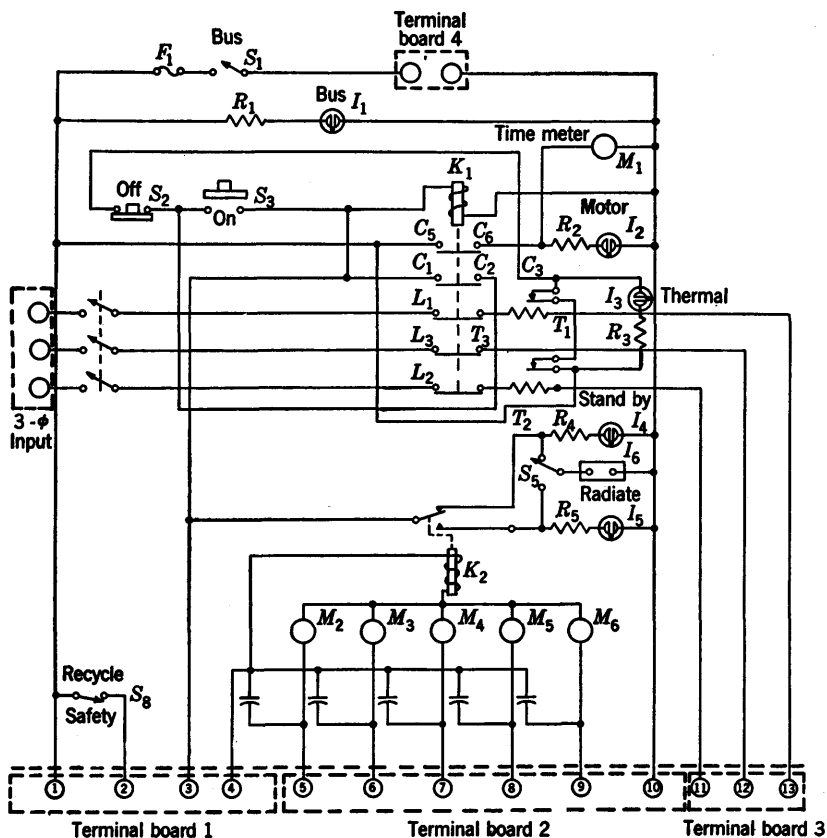 Terminal
board 4
Bus
F1 S1
Bus
R1 I1
Time meter
M1
K1
Off S2 S3
On
Motor
C5 C6 R2 I2
C1 C2 C3
I3 Thermal
L1 T1
R3
L3 T3
L2
3-ϕ
Input
Stand by
T2 R4 I4
I6
S5
Radiate
R5 I5
K2
M2 M3 M4 M5 M6
Recycle
S8
Safety
1 2 3 4 5 6 7 8 9 10 11 12 13
Terminal board 1 Terminal board 2 Terminal board 3